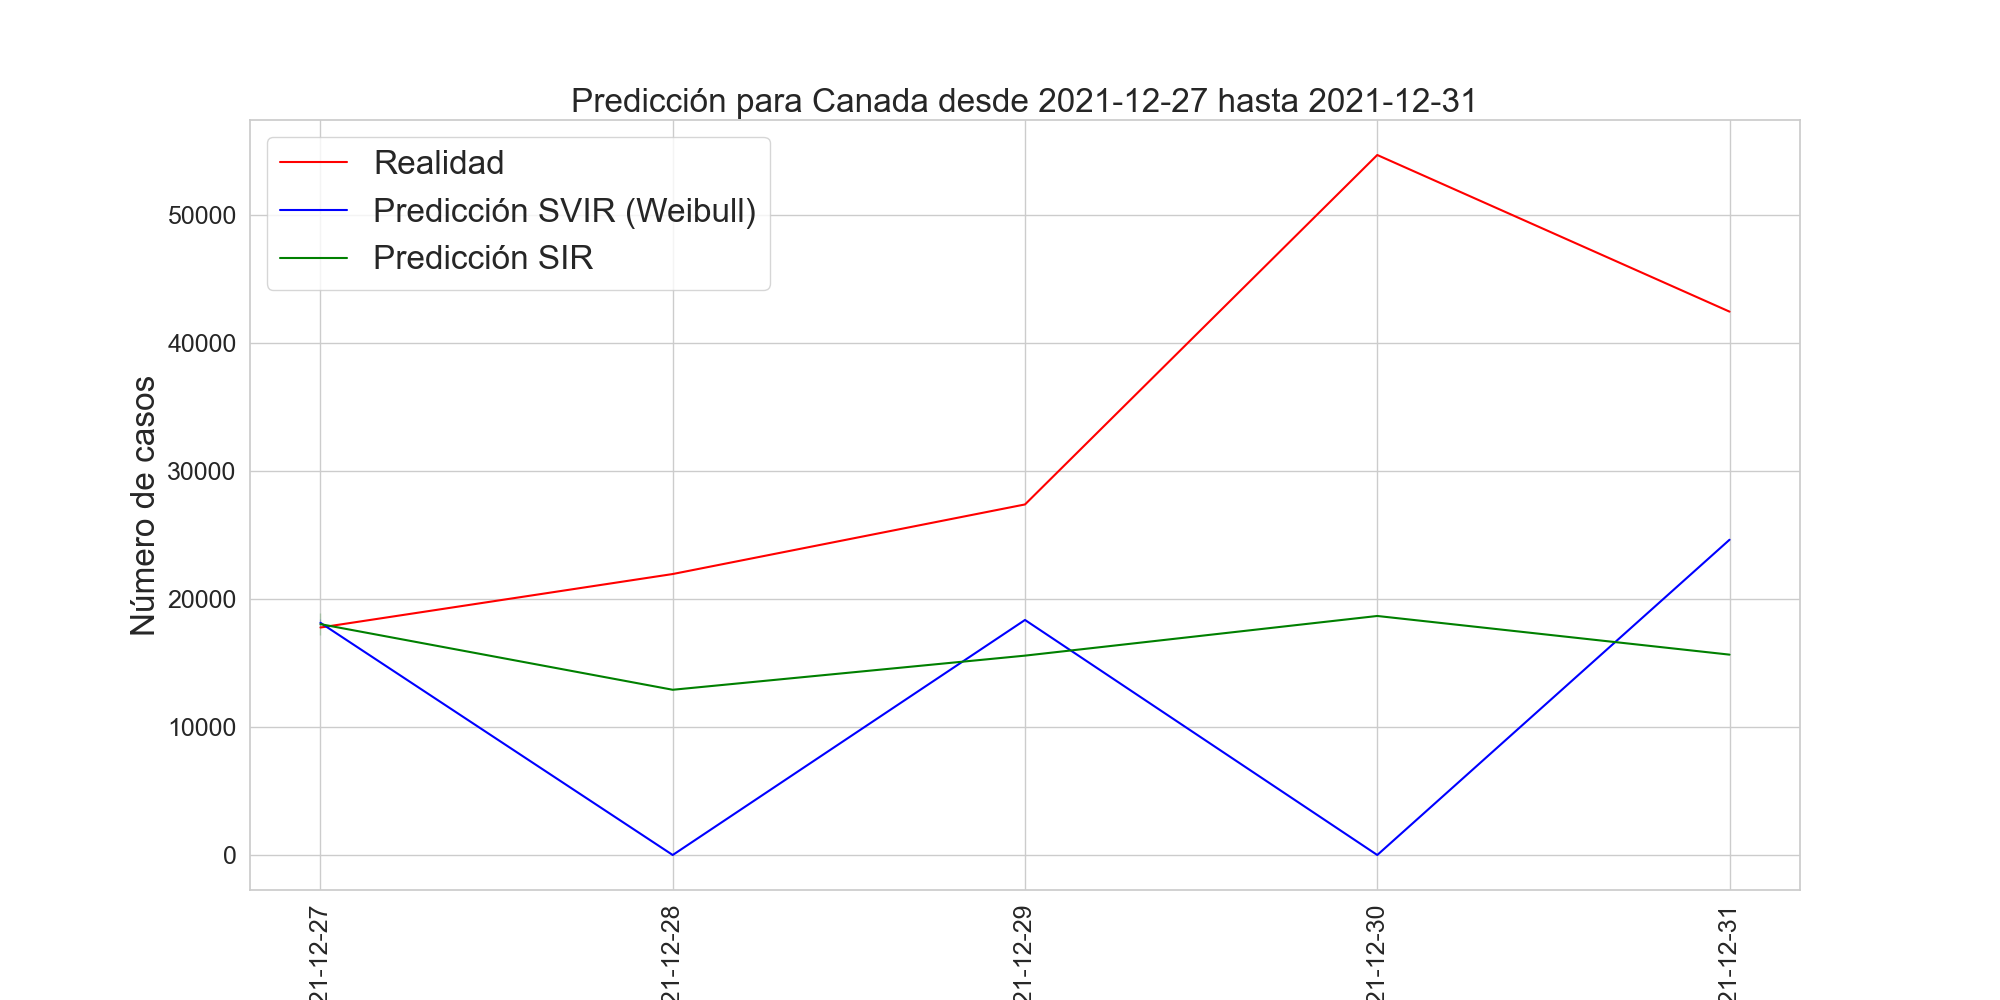 Predicción para Canada desde 2021-12-27 hasta 2021-12-31
Realidad
Predicción SVIR (Weibull)
Predicción SIR
Número de casos
50000
40000
30000
20000
10000
0
21-12-27
21-12-28
21-12-29
21-12-30
21-12-31